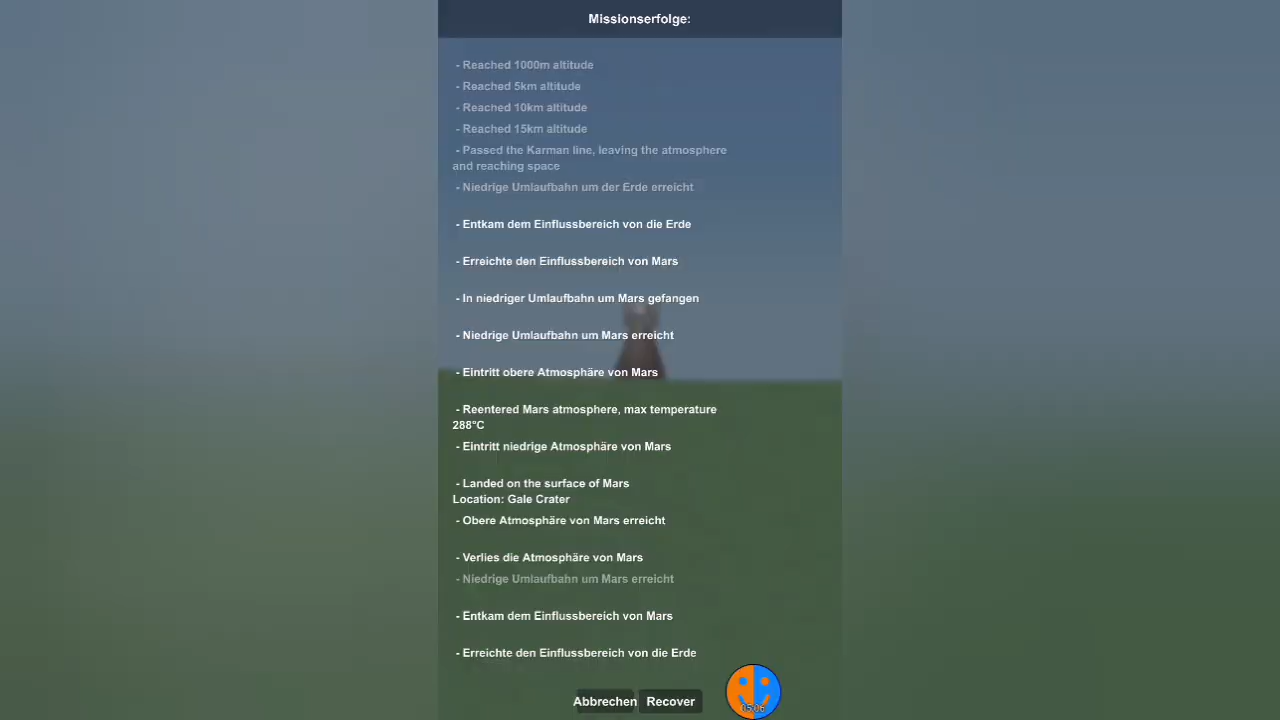 Missionserfolge:
- Reached 1000m altitude
- Reached 5km altitude
- Reached 10km altitude
- Reached 15km altitude
- Passed the Karman line, leaving the atmosphere
and reaching space
- Niedrige Umlaufbahn um der Erde erreicht
- Entkam dem Einflussbereich von die Erde
- Erreichte den Einflussbereich von Mars
- In niedriger Umlaufbahn um Mars gefangen
- Niedrige Umlaufbahn um Mars erreicht
- Eintritt obere Atmosphäre von Mars
- Reentered Mars atmosphere, max temperature
288°C
- Eintritt niedrige Atmosphäre von Mars
- Landed on the surface of Mars
Location: Gale Crater
- Obere Atmosphäre von Mars erreicht
- Verlies die Atmosphäre von Mars
- Niedrige Umlaufbahn um Mars erreicht
- Entkam dem Einflussbereich von Mars
- Erreichte den Einflussbereich von die Erde
Abbrechen Recover
05:06